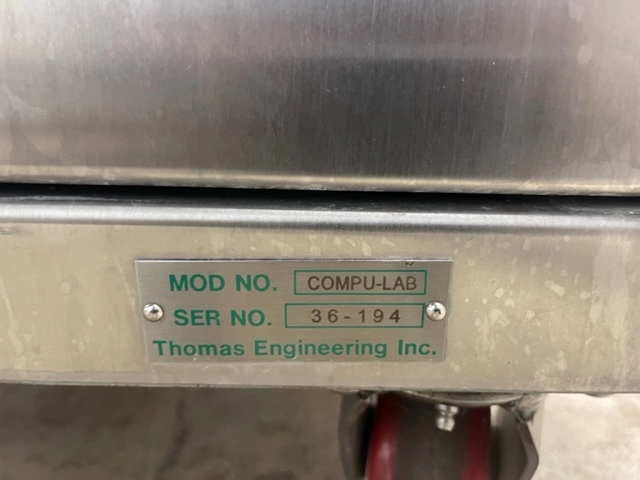 MOD NO. COMPU-LAB
SER NO. 36-194
Thomas Engineering Inc.